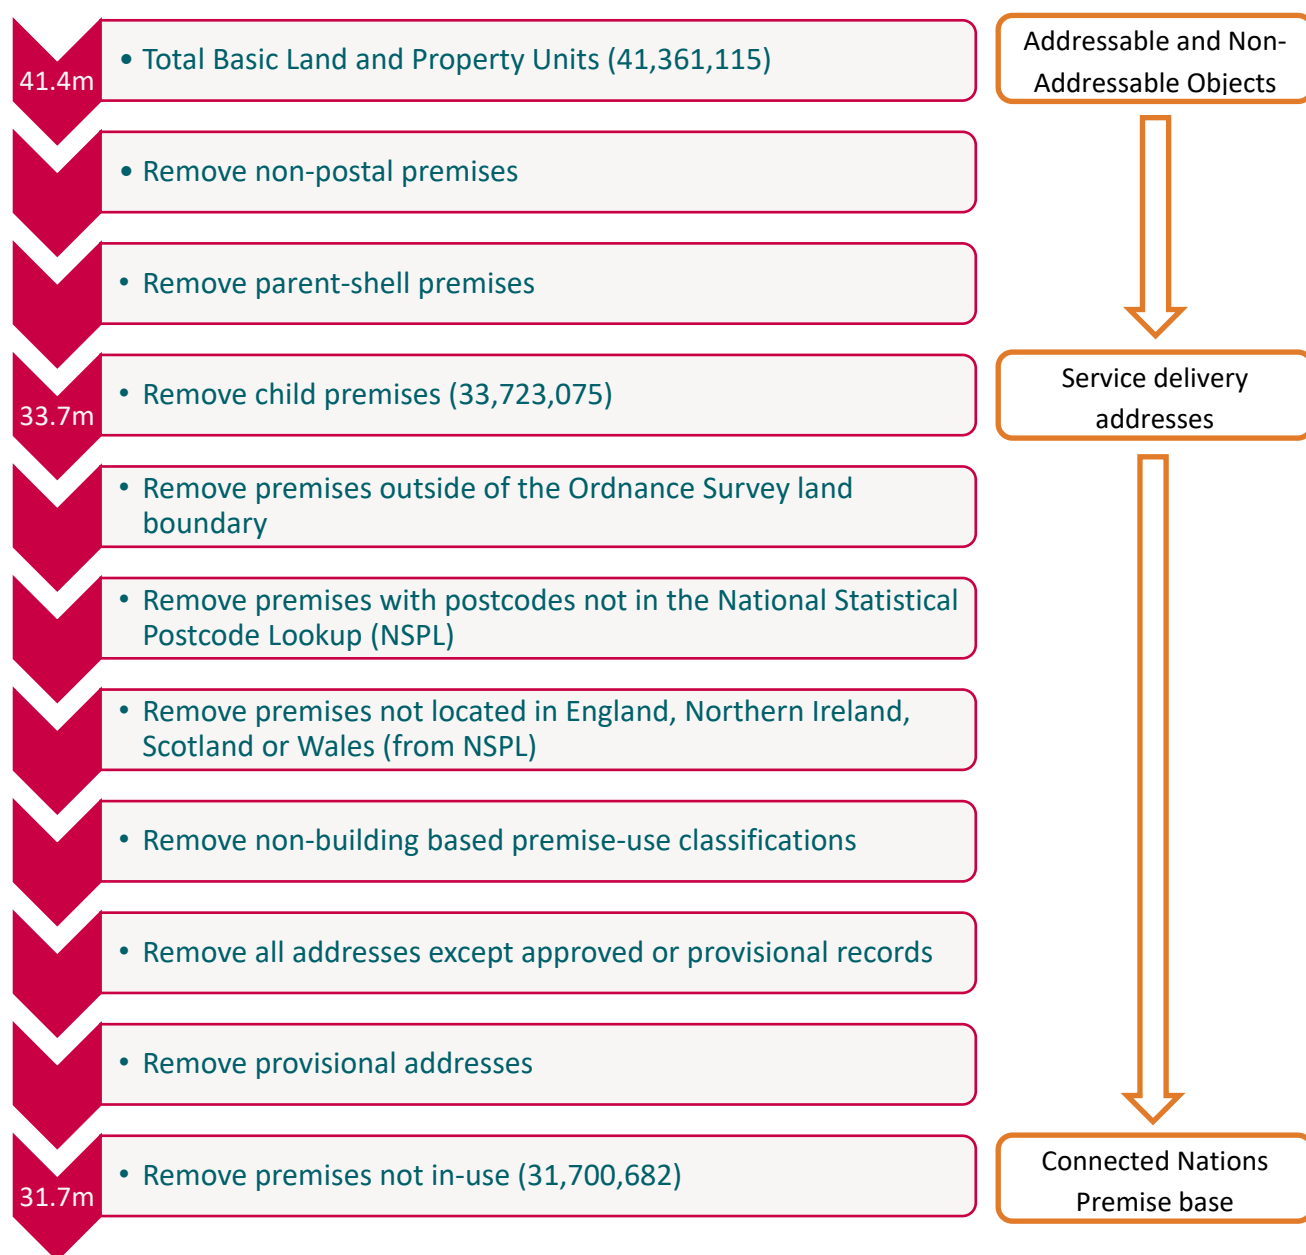 41.4m
• Total Basic Land and Property Units (41,361,115)
Addressable and Non-
Addressable Objects
• Remove non-postal premises
• Remove parent-shell premises
33.7m
• Remove child premises (33,723,075)
Service delivery
addresses
• Remove premises outside of the Ordnance Survey land
boundary
• Remove premises with postcodes not in the National Statistical
Postcode Lookup (NSPL)
• Remove premises not located in England, Northern Ireland,
Scotland or Wales (from NSPL)
• Remove non-building based premise-use classifications
• Remove all addresses except approved or provisional records
• Remove provisional addresses
31.7m
• Remove premises not in-use (31,700,682)
Connected Nations
Premise base